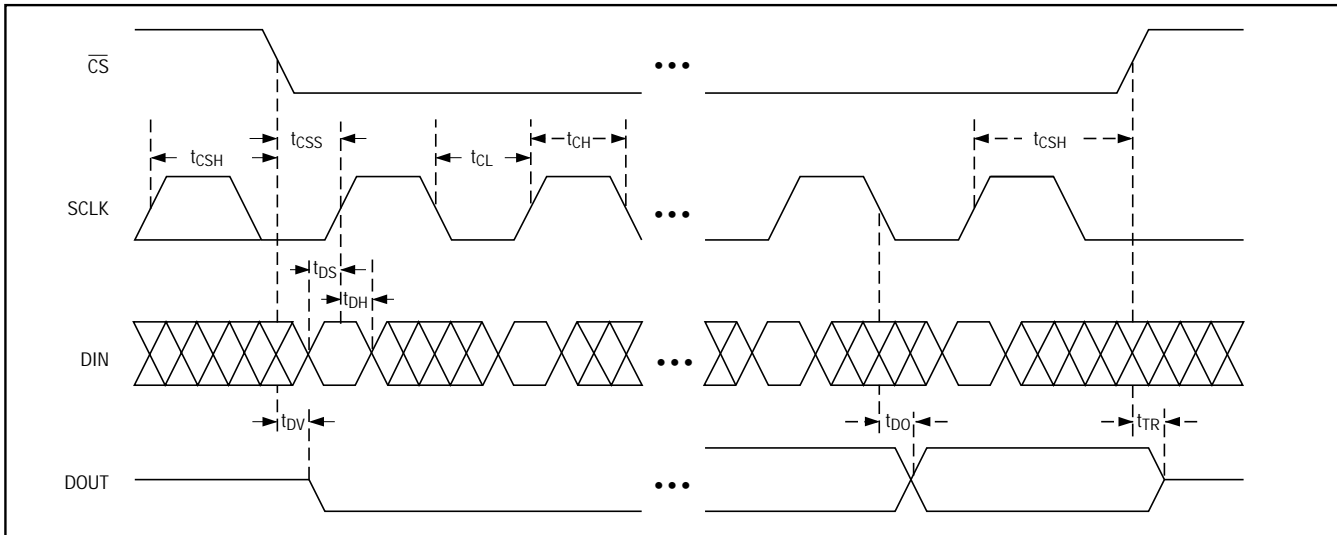 CS
•••
tCSH
tCSS
tCL
tCH
tCSH
SCLK
•••
tDS
tDH
DIN
•••
tDV
tDO
tTR
DOUT
•••